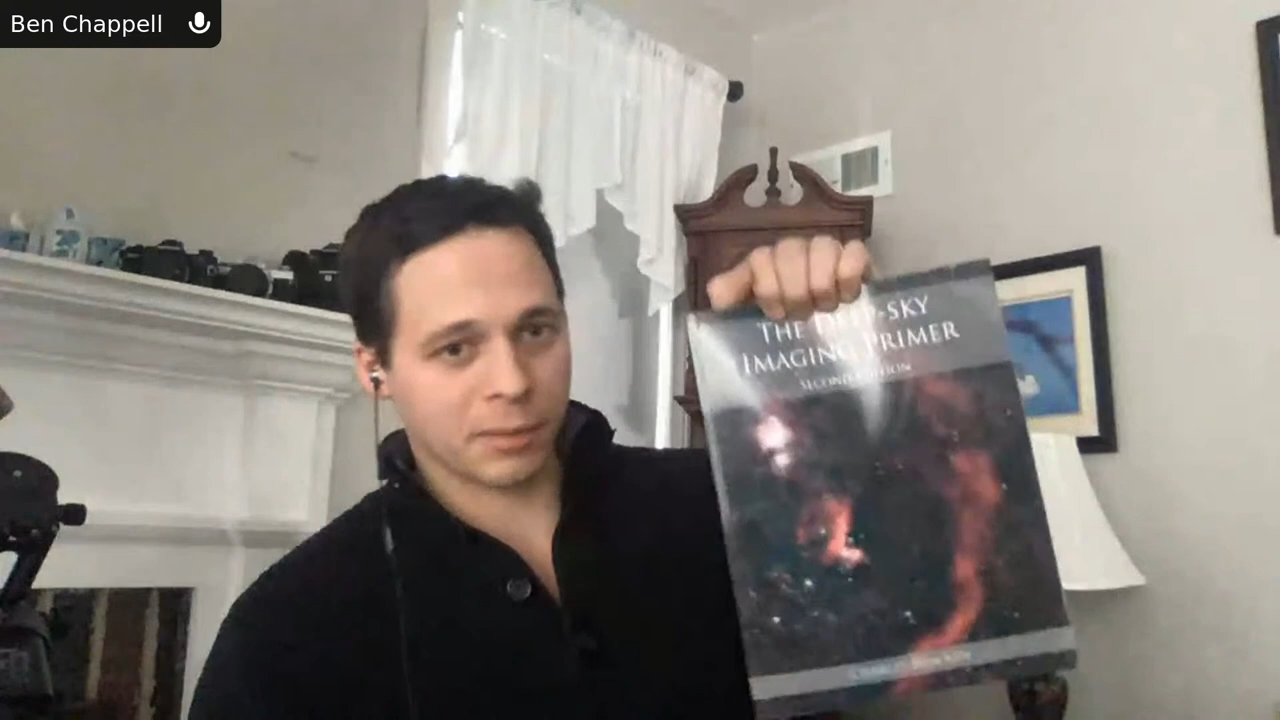 Ben Chappell
THE DEEP-SKY
IMAGING PRIMER
SECOND EDITION